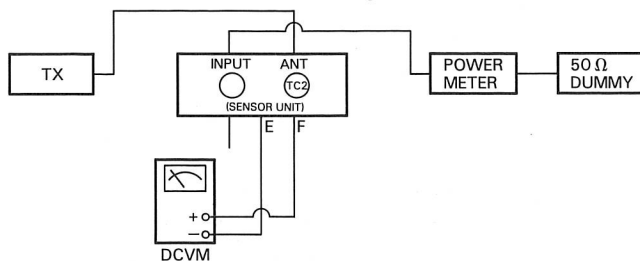 TX
INPUT ANT
TC2
(SENSOR UNIT)
POWER
METER
50 Ω
DUMMY
E F
+
−
DCVM